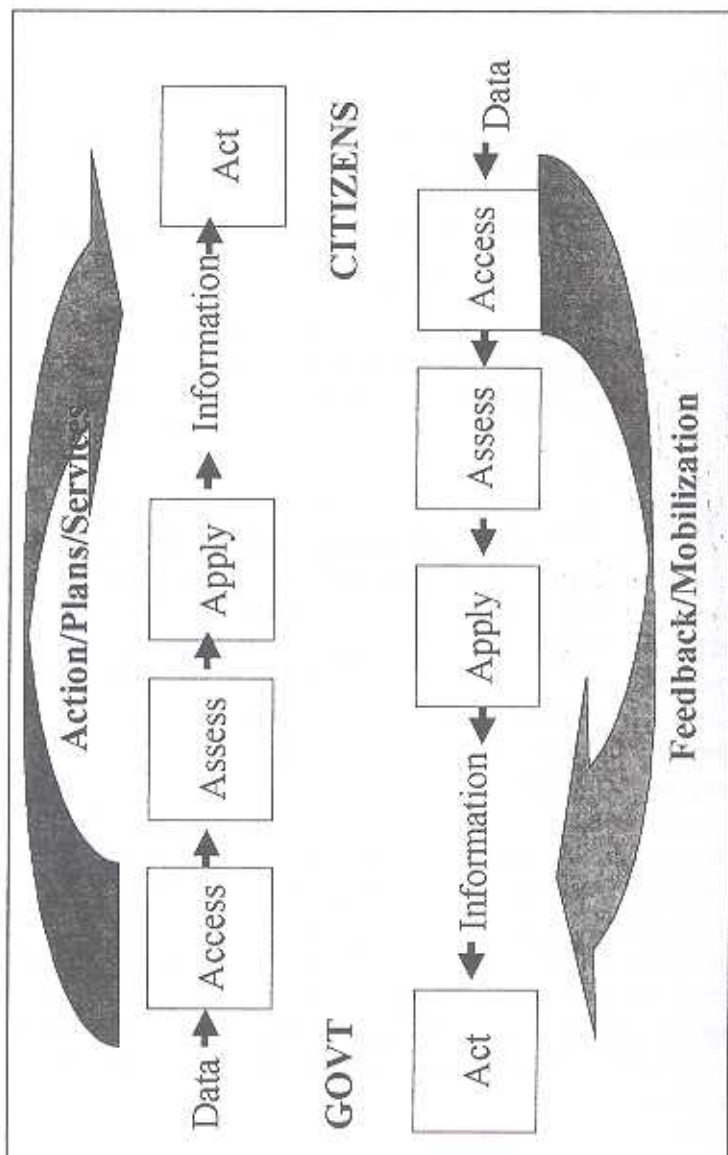 Action/Plans/Services
Data Access Assess Apply Information Act
GOVT CITIZENS
Act Information Apply Assess Access Data
Feedback/Mobilization